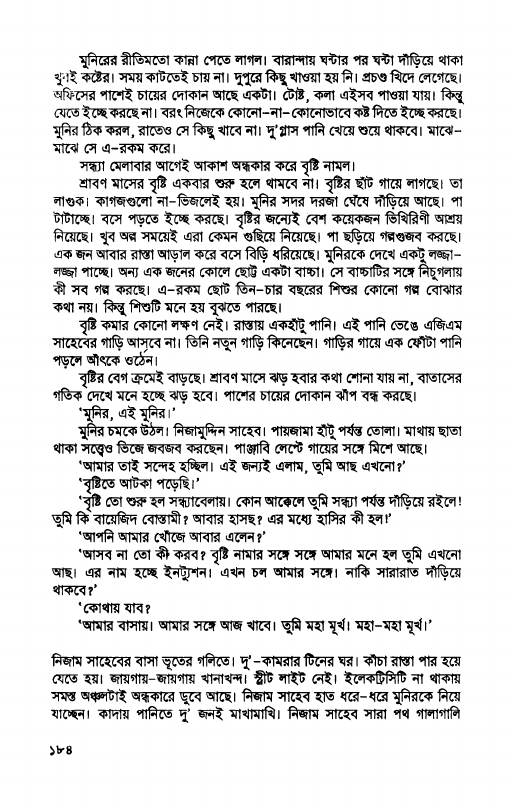 মুনিরের রীতিমতো কান্না পেতে লাগল। বারান্দায় ঘন্টার পর ঘন্টা দাঁড়িয়ে থাকা
খুবই কষ্টের। সময় কাটতেই চায় না। দুপুরে কিছু খাওয়া হয় নি। প্রচণ্ড খিদে লেগেছে।
অফিসের পাশেই চায়ের দোকান আছে একটা। টোষ্ট, কলা এইসব পাওয়া যায়। কিন্তু
যেতে ইচ্ছে করছে না। বরং নিজেকে কোনো-না-কোনোভাবে কষ্ট দিতে ইচ্ছে করছে।
মুনির ঠিক করল, রাতেও সে কিছু খাবে না। দু'গ্লাস পানি খেয়ে শুয়ে থাকবে। মাঝে-
মাঝে সে এ-রকম করে।
সন্ধ্যা মেলাবার আগেই আকাশ অন্ধকার করে বৃষ্টি নামল।
শ্রাবণ মাসের বৃষ্টি একবার শুরু হলে থামবে না। বৃষ্টির ছাঁট গায়ে লাগছে। তা
লাগুক। কাগজগুলো না-ভিজলেই হয়। মুনির সদর দরজা ঘেঁষে দাঁড়িয়ে আছে। পা
টাটাচ্ছে। বসে পড়তে ইচ্ছে করছে। বৃষ্টির জন্যেই বেশ কয়েকজন ভিখিরিণী আশ্রয়
নিয়েছে। খুব অল্প সময়েই এরা কেমন গুছিয়ে নিয়েছে। পা ছড়িয়ে গল্পগুজব করছে।
এক জন আবার রাস্তা আড়াল করে বসে বিড়ি ধরিয়েছে। মুনিরকে দেখে একটু লজ্জা-
লজ্জা পাচ্ছে। অন্য এক জনের কোলে ছোট্ট একটা বাচ্চা। সে বাচ্চাটির সঙ্গে নিচুগলায়
কী সব গল্প করছে। এ-রকম ছোট তিন-চার বছরের শিশুর কোনো গল্প বোঝার
কথা নয়। কিন্তু শিশুটি মনে হয় বুঝতে পারছে।
বৃষ্টি কমার কোনো লক্ষণ নেই। রাস্তায় একহাঁটু পানি। এই পানি ভেঙে এজিএম
সাহেবের গাড়ি আসবে না। তিনি নতুন গাড়ি কিনেছেন। গাড়ির গায়ে এক ফোঁটা পানি
পড়লে আঁৎকে ওঠেন।
বৃষ্টির বেগ ক্রমেই বাড়ছে। শ্রাবণ মাসে ঝড় হবার কথা শোনা যায় না, বাতাসের
গতিক দেখে মনে হচ্ছে ঝড় হবে। পাশের চায়ের দোকান ঝাঁপ বন্ধ করছে।
'মুনির, এই মুনির।'
মুনির চমকে উঠল। নিজামুদ্দিন সাহেব। পায়জামা হাঁটু পর্যন্ত তোলা। মাথায় ছাতা
থাকা সত্ত্বেও ভিজে জবজব করছেন। পাঞ্জাবি লেপ্টে গায়ের সঙ্গে মিশে আছে।
'আমার তাই সন্দেহ হচ্ছিল। এই জন্যই এলাম, তুমি আছ এখনো?'
'বৃষ্টিতে আটকা পড়েছি।'
'বৃষ্টি তো শুরু হল সন্ধ্যাবেলায়। কোন আক্কেলে তুমি সন্ধ্যা পর্যন্ত দাঁড়িয়ে রইলে!
তুমি কি বায়েজিদ বোস্তামী? আবার হাসছ? এর মধ্যে হাসির কী হল!'
'আপনি আমার খোঁজে আবার এলেন?'
'আসব না তো কী করব? বৃষ্টি নামার সঙ্গে সঙ্গে আমার মনে হল তুমি এখনো
আছ। এর নাম হচ্ছে ইনট্যুশন। এখন চল আমার সঙ্গে। নাকি সারারাত দাঁড়িয়ে
থাকবে?'
'কোথায় যাব?
'আমার বাসায়। আমার সঙ্গে আজ খাবে। তুমি মহা মূর্খ। মহা-মহা মূর্খ।'
নিজাম সাহেবের বাসা ভূতের গলিতে। দু'-কামরার টিনের ঘর। কাঁচা রাস্তা পার হয়ে
যেতে হয়। জায়গায়-জায়গায় খানাখন্দ। স্ট্রীট লাইট নেই। ইলেকট্রিসিটি না থাকায়
সমস্ত অঞ্চলটাই অন্ধকারে ডুবে আছে। নিজাম সাহেব হাত ধরে-ধরে মুনিরকে নিয়ে
যাচ্ছেন। কাদায় পানিতে দু' জনই মাখামাখি। নিজাম সাহেব সারা পথ গালাগালি
১৮৪